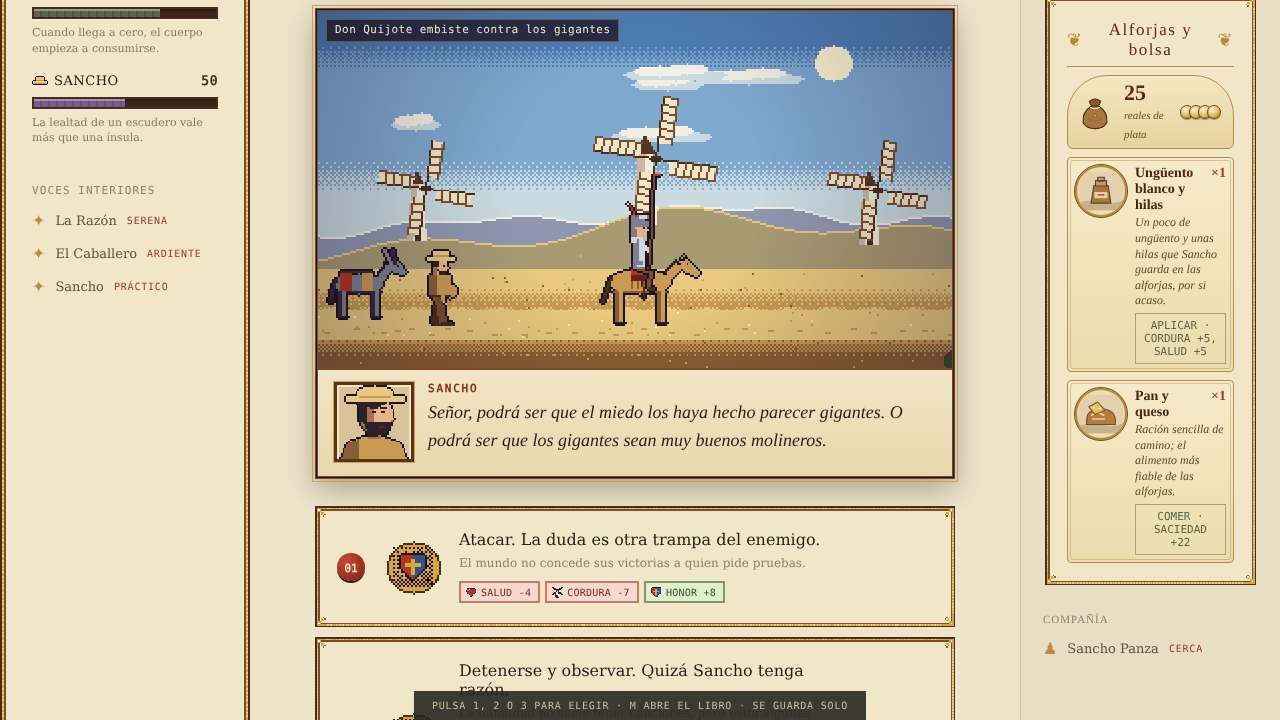 Cuando llega a cero, el cuerpo
empieza a consumirse.
SANCHO 50
La lealtad de un escudero vale
más que una ínsula.
VOCES INTERIORES
La Razón SERENA
El Caballero ARDIENTE
Sancho PRÁCTICO
Don Quijote embiste contra los gigantes
SANCHO
Señor, podrá ser que el miedo los haya hecho parecer gigantes. O
podrá ser que los gigantes sean muy buenos molineros.
01
Atacar. La duda es otra trampa del enemigo.
El mundo no concede sus victorias a quien pide pruebas.
SALUD -4 CORDURA -7 HONOR +8
Detenerse y observar. Quizá Sancho tenga
razón.
PULSA 1, 2 O 3 PARA ELEGIR · M ABRE EL LIBRO · SE GUARDA SOLO
Alforjas y
bolsa
25
reales de
plata
Ungüento ×1
blanco y
hilas
Un poco de
ungüento y unas
hilas que Sancho
guarda en las
alforjas, por si
acaso.
APLICAR ·
CORDURA +5,
SALUD +5
Pan y ×1
queso
Ración sencilla de
camino; el
alimento más
fiable de las
alforjas.
COMER ·
SACIEDAD
+22
COMPAÑÍA
Sancho Panza CERCA